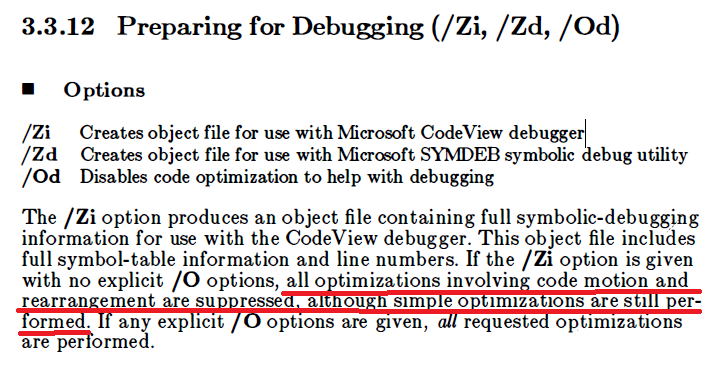 3.3.12 Preparing for Debugging (/Zi, /Zd, /Od)
■ Options
/Zi Creates object file for use with Microsoft CodeView debugger
/Zd Creates object file for use with Microsoft SYMDEB symbolic debug utility
/Od Disables code optimization to help with debugging
The /Zi option produces an object file containing full symbolic-debugging
information for use with the CodeView debugger. This object file includes
full symbol-table information and line numbers. If the /Zi option is given
with no explicit /O options, all optimizations involving code motion and
rearrangement are suppressed, although simple optimizations are still per-
formed. If any explicit /O options are given, all requested optimizations
are performed.